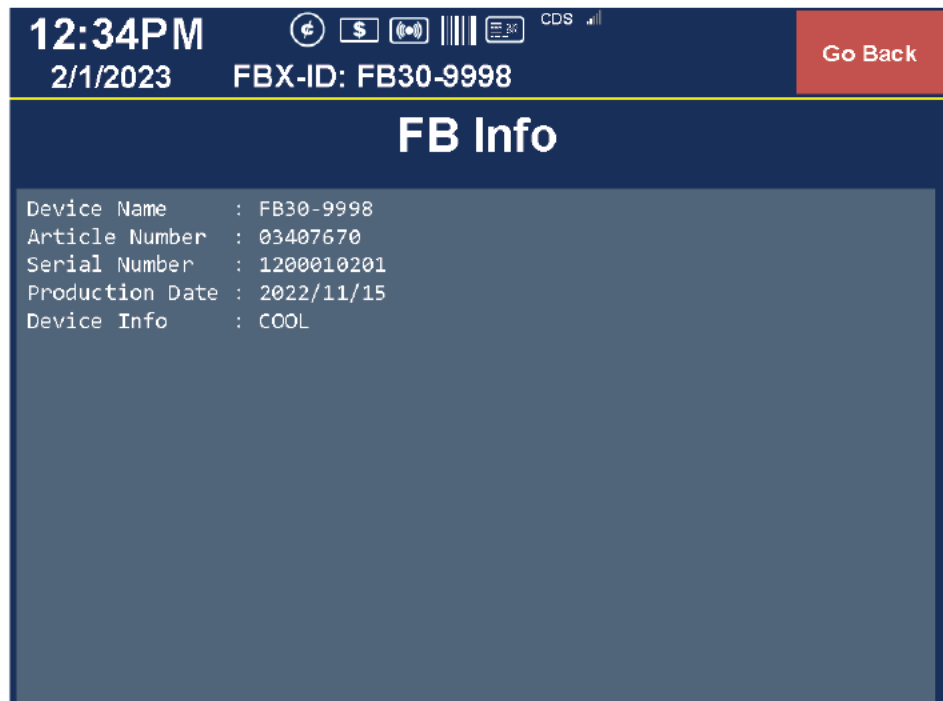 12:34PM
CDS
Go Back
2/1/2023 FBX-ID: FB30-9998
FB Info
Device Name : FB30-9998
Article Number : 03407670
Serial Number : 1200010201
Production Date : 2022/11/15
Device Info : COOL